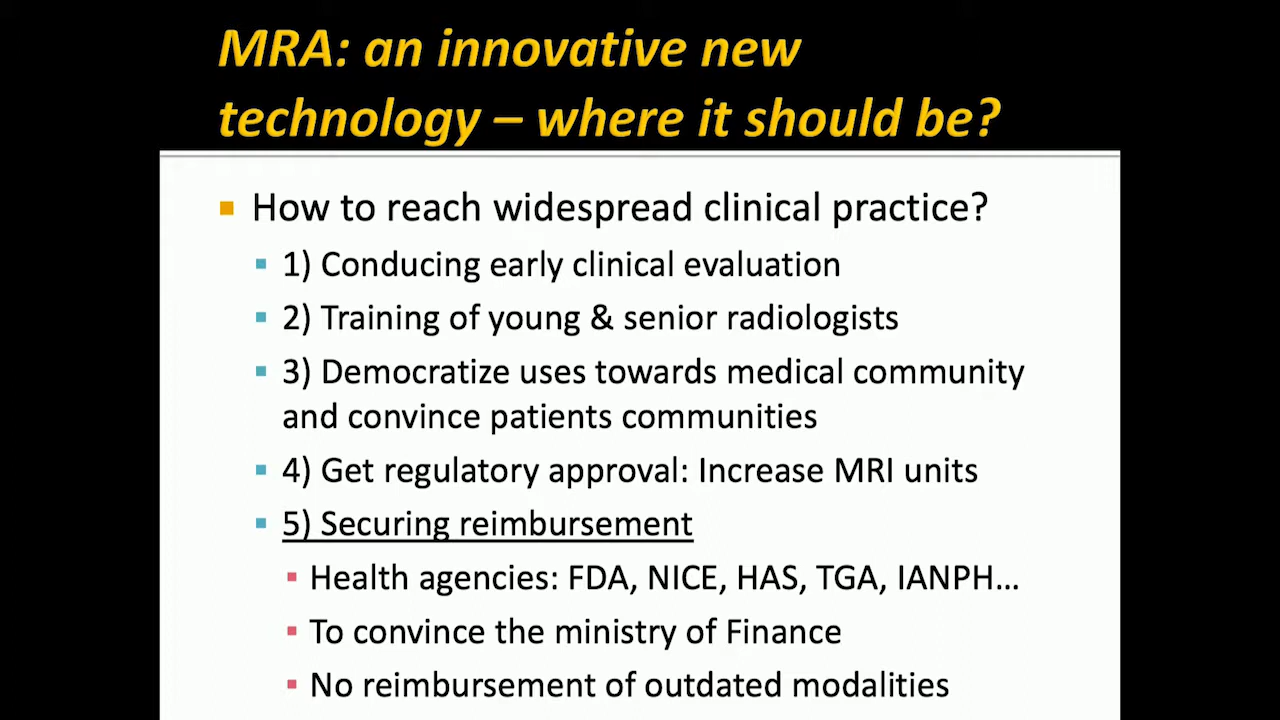 MRA: an innovative new
technology – where it should be?
How to reach widespread clinical practice?
1) Conducing early clinical evaluation
2) Training of young & senior radiologists
3) Democratize uses towards medical community
and convince patients communities
4) Get regulatory approval: Increase MRI units
5) Securing reimbursement
Health agencies: FDA, NICE, HAS, TGA, IANPH...
To convince the ministry of Finance
No reimbursement of outdated modalities